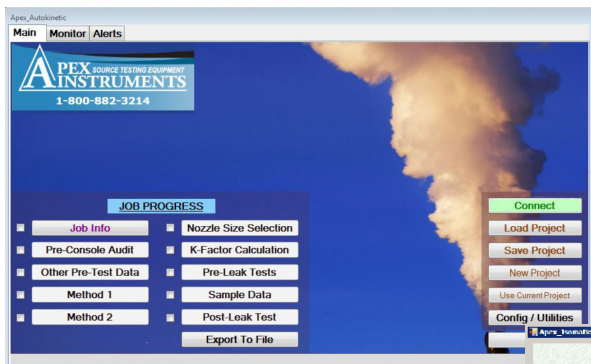 Apex_Autokinetic
Main Monitor Alerts
APEX SOURCE TESTING EQUIPMENT
INSTRUMENTS
1-800-882-3214
JOB PROGRESS
Job Info
Pre-Console Audit
Other Pre-Test Data
Method 1
Method 2
Nozzle Size Selection
K-Factor Calculation
Pre-Leak Tests
Sample Data
Post-Leak Test
Export To File
Connect
Load Project
Save Project
New Project
Use Current Project
Config / Utilities